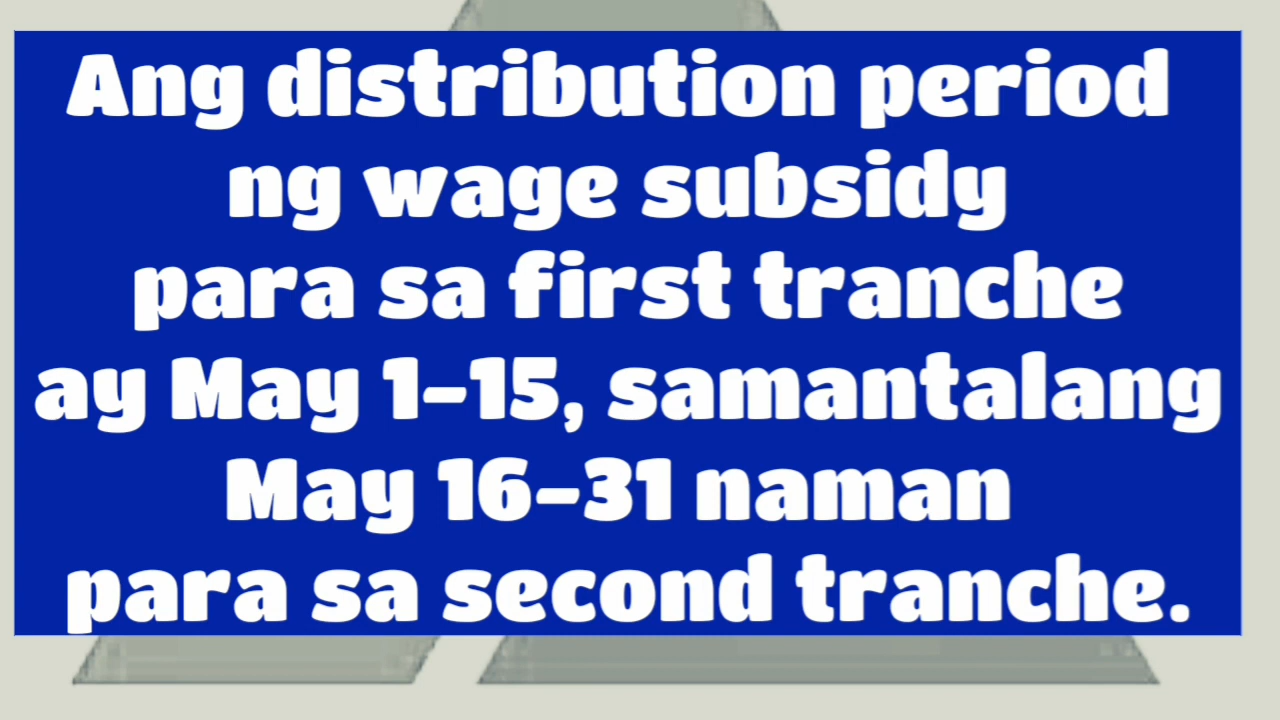 Ang distribution period
ng wage subsidy
para sa first tranche
ay May 1-15, samantalang
May 16-31 naman
para sa second tranche.